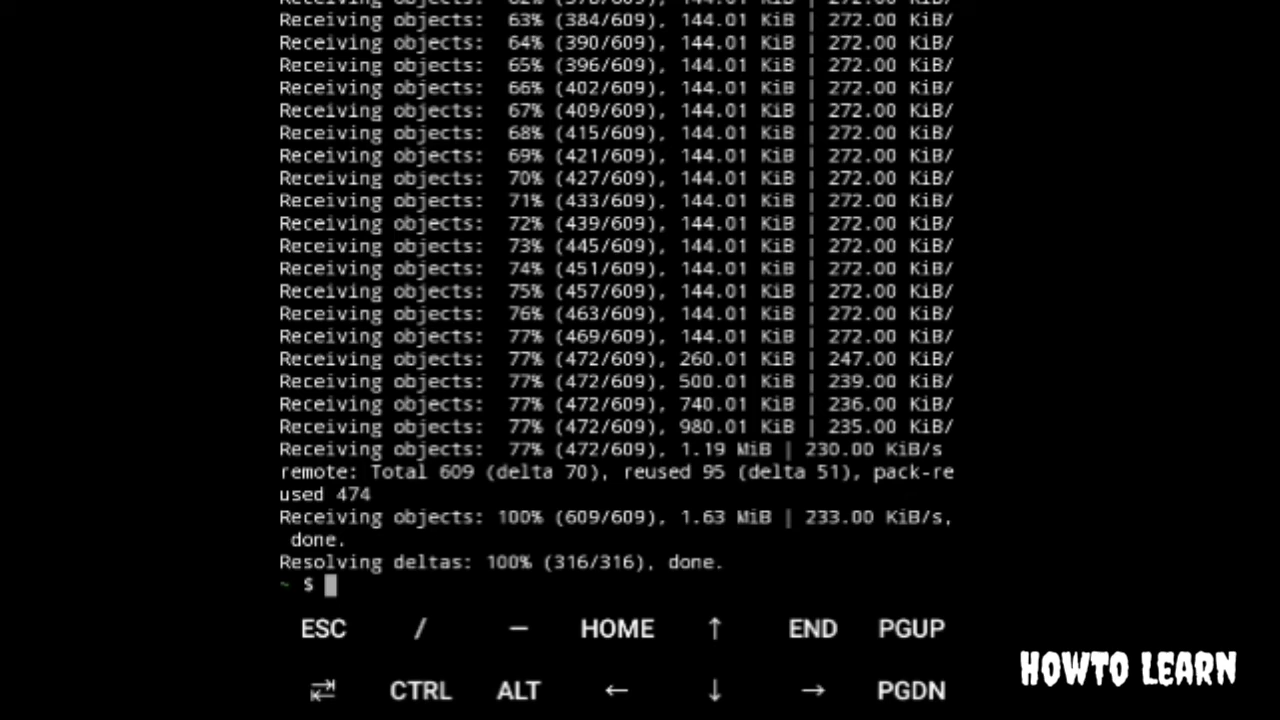 Receiving objects:  62% (378/609), 144.01 KiB | 272.00 KiB/
Receiving objects:  63% (384/609), 144.01 KiB | 272.00 KiB/
Receiving objects:  64% (390/609), 144.01 KiB | 272.00 KiB/
Receiving objects:  65% (396/609), 144.01 KiB | 272.00 KiB/
Receiving objects:  66% (402/609), 144.01 KiB | 272.00 KiB/
Receiving objects:  67% (409/609), 144.01 KiB | 272.00 KiB/
Receiving objects:  68% (415/609), 144.01 KiB | 272.00 KiB/
Receiving objects:  69% (421/609), 144.01 KiB | 272.00 KiB/
Receiving objects:  70% (427/609), 144.01 KiB | 272.00 KiB/
Receiving objects:  71% (433/609), 144.01 KiB | 272.00 KiB/
Receiving objects:  72% (439/609), 144.01 KiB | 272.00 KiB/
Receiving objects:  73% (445/609), 144.01 KiB | 272.00 KiB/
Receiving objects:  74% (451/609), 144.01 KiB | 272.00 KiB/
Receiving objects:  75% (457/609), 144.01 KiB | 272.00 KiB/
Receiving objects:  76% (463/609), 144.01 KiB | 272.00 KiB/
Receiving objects:  77% (469/609), 144.01 KiB | 272.00 KiB/
Receiving objects:  77% (472/609), 260.01 KiB | 247.00 KiB/
Receiving objects:  77% (472/609), 500.01 KiB | 239.00 KiB/
Receiving objects:  77% (472/609), 740.01 KiB | 236.00 KiB/
Receiving objects:  77% (472/609), 980.01 KiB | 235.00 KiB/
Receiving objects:  77% (472/609), 1.19 MiB | 230.00 KiB/s
remote: Total 609 (delta 70), reused 95 (delta 51), pack-re
used 474
Receiving objects: 100% (609/609), 1.63 MiB | 233.00 KiB/s,
 done.
Resolving deltas: 100% (316/316), done.
~ $
ESC / — HOME ↑ END PGUP
CTRL ALT ← ↓ → PGDN
HOWTO LEARN